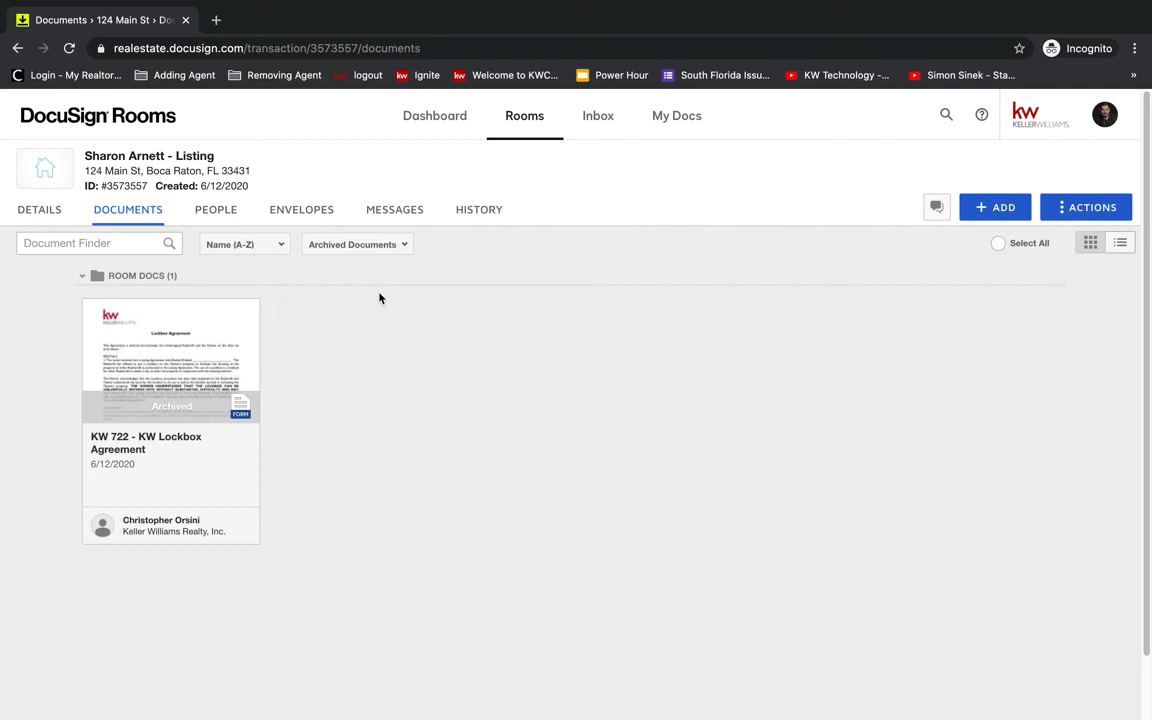 Documents › 124 Main St › Doc
realestate.docusign.com/transaction/3573557/documents
Incognito
Login - My Realtor...
Adding Agent
Removing Agent
logout
Ignite
Welcome to KWC...
Power Hour
South Florida Issu...
KW Technology -...
Simon Sinek - Sta...
»
DocuSign Rooms
Dashboard
Rooms
Inbox
My Docs
kw
KELLERWILLIAMS.
Sharon Arnett - Listing
124 Main St, Boca Raton, FL 33431
ID: #3573557 Created: 6/12/2020
DETAILS
DOCUMENTS
PEOPLE
ENVELOPES
MESSAGES
HISTORY
+ ADD
ACTIONS
Document Finder
Name (A-Z)
Archived Documents
Select All
ROOM DOCS (1)
kw
KELLERWILLIAMS
Lockbox Agreement
Archived
FORM
KW 722 - KW Lockbox
Agreement
6/12/2020
Christopher Orsini
Keller Williams Realty, Inc.